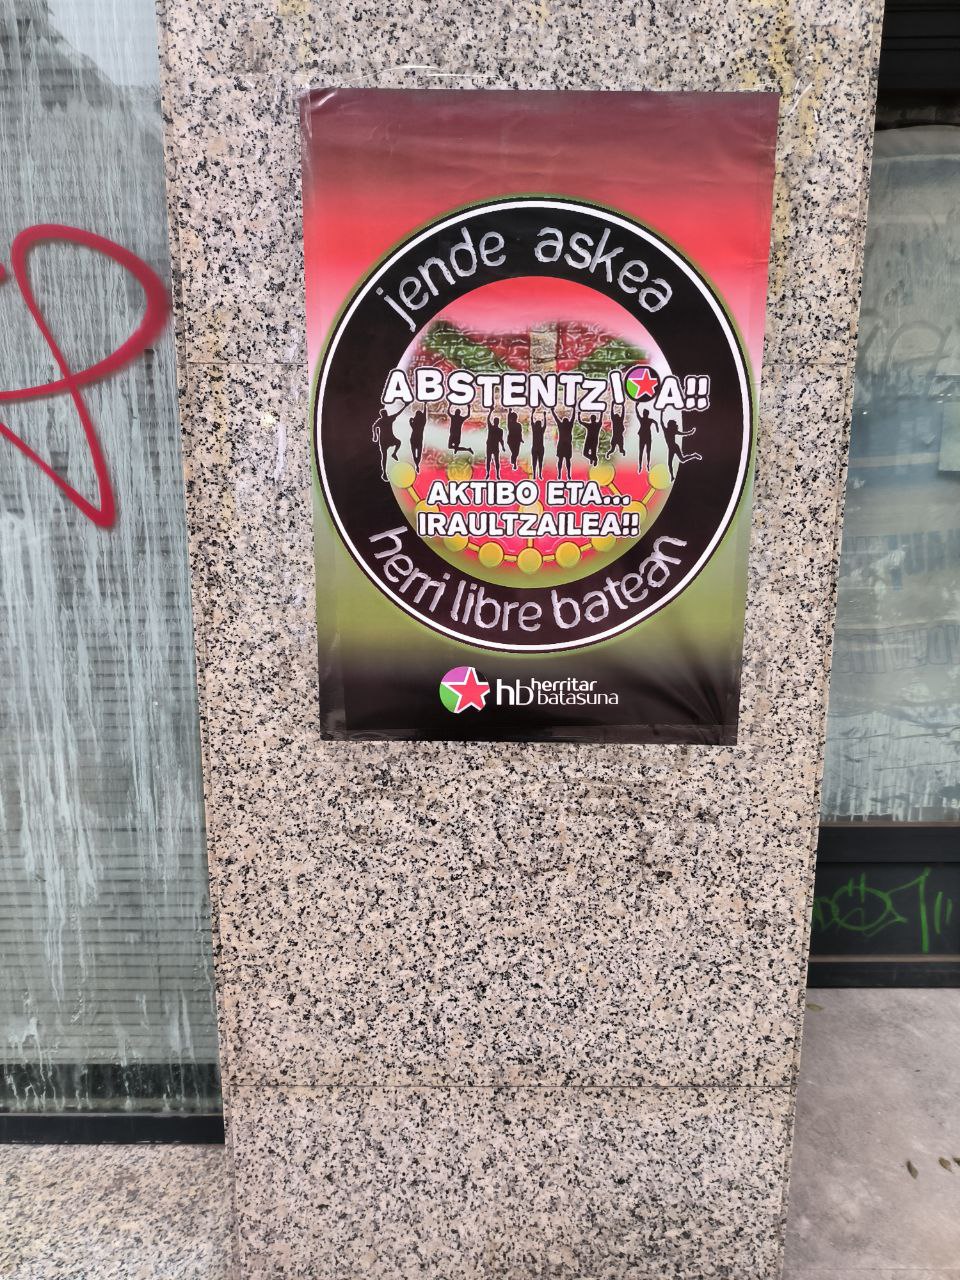 jende askea
ABSTENTZIOA!!
AKTIBO ETA...
IRAULTZAILEA!!
herri libre batean
hb herritar
batasuna